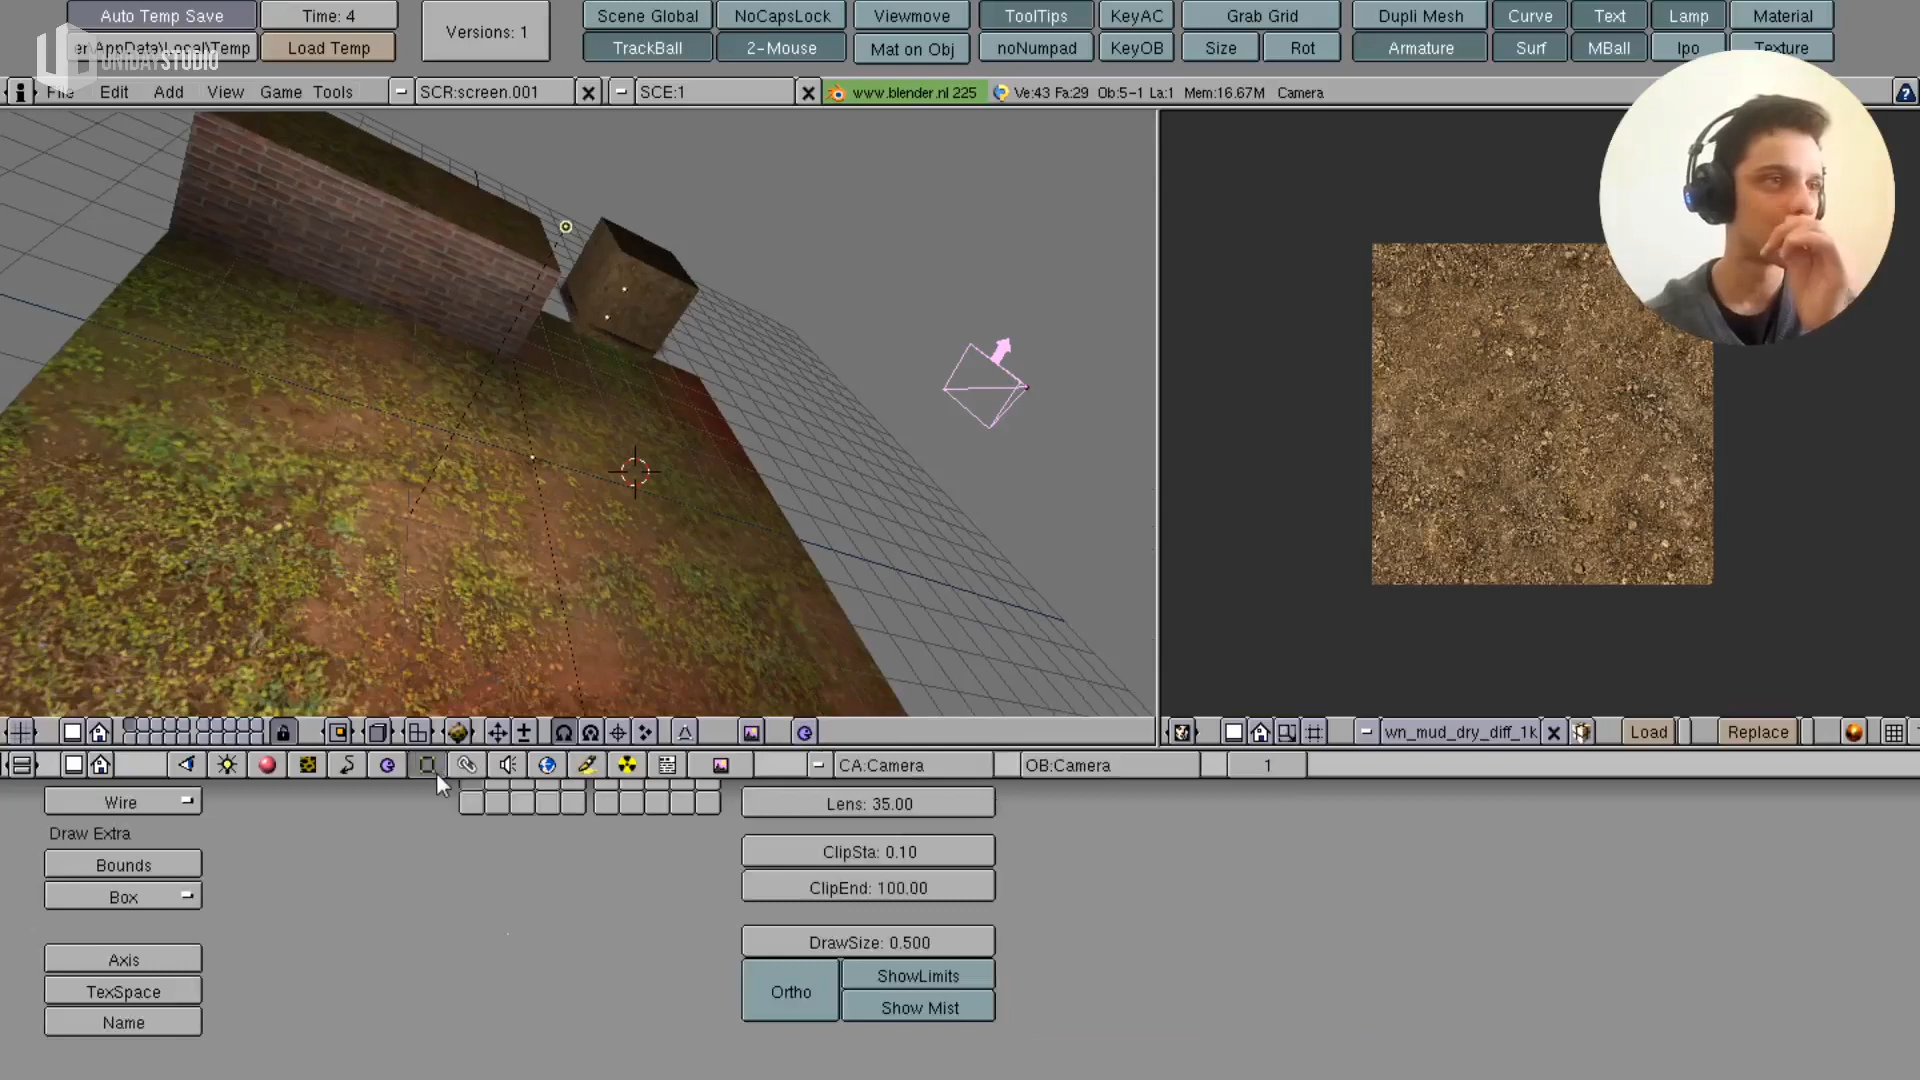 Auto Temp Save Time: 4 Versions: 1 Scene Global NoCapsLock Viewmove ToolTips KeyAC Grab Grid Dupli Mesh Curve Text Lamp Material
er\AppData\Local\Temp Load Temp TrackBall 2-Mouse Mat on Obj noNumpad KeyOB Size Rot Armature Surf MBall Ipo Texture
UNIDAYSTUDIO
File Edit Add View Game Tools SCR:screen.001 SCE:1 www.blender.nl 225 Ve:43 Fa:29 Ob:5-1 La:1 Mem:16.67M Camera
wn_mud_dry_diff_1k Load Replace
CA:Camera OB:Camera 1
Wire Lens: 35.00
Draw Extra
Bounds ClipSta: 0.10
Box ClipEnd: 100.00
Axis DrawSize: 0.500
TexSpace Ortho ShowLimits
Name Show Mist